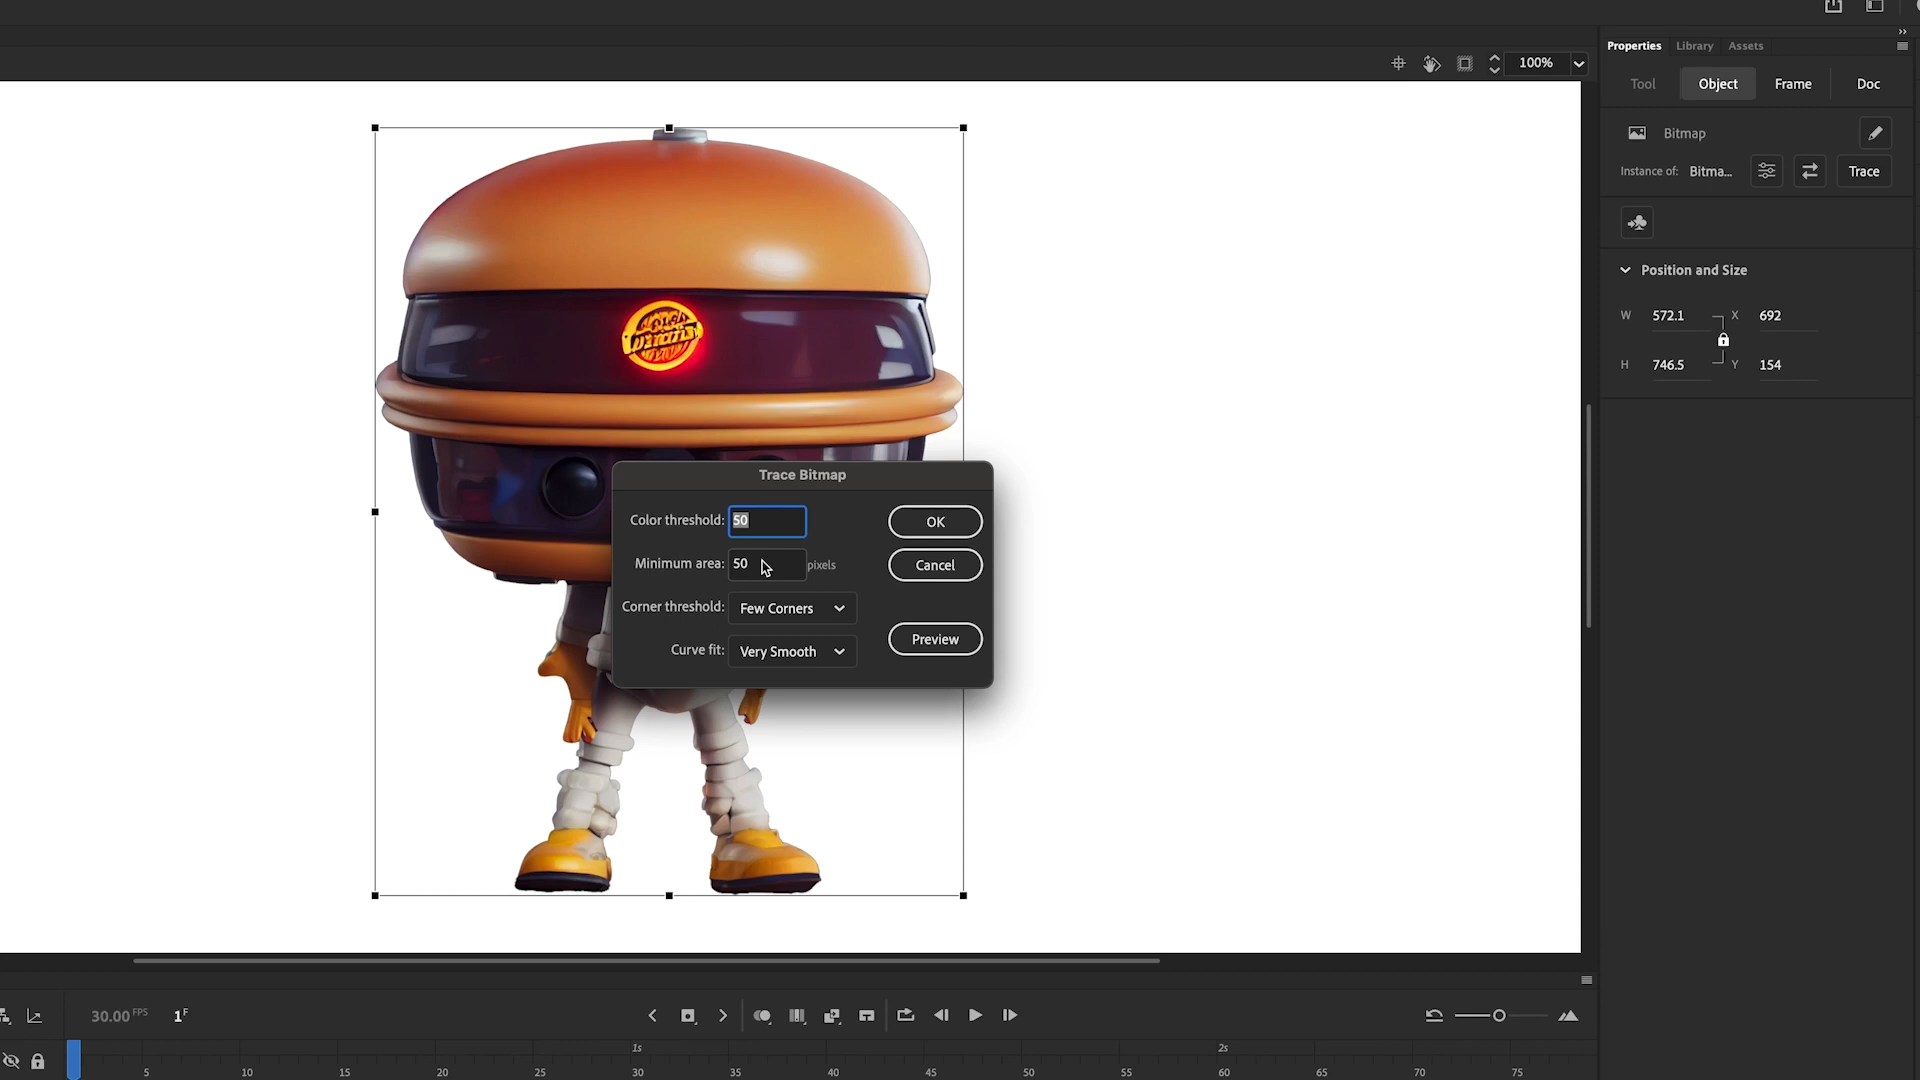 Properties Library Assets
100%
Tool Object Frame Doc
Bitmap
Instance of: Bitma... Trace
Position and Size
W 572.1 X 692
H 746.5 Y 154
Trace Bitmap
Color threshold: 50 OK
Minimum area: 50 pixels Cancel
Corner threshold: Few Corners
Preview
Curve fit: Very Smooth
30.00 FPS 1F
1s 2s
5 10 15 20 25 30 35 40 45 50 55 60 65 70 75